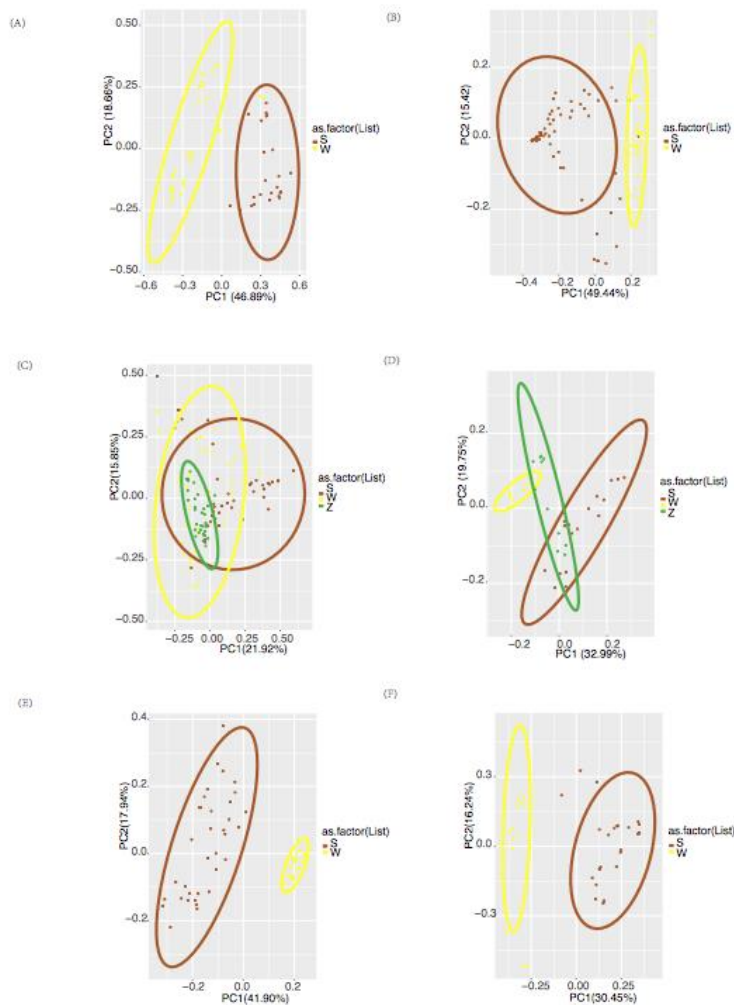 (A)
0.50
0.25
0.00
-0.25
-0.50
PC2 (18.66%)
-0.6 -0.3 0.0 0.3 0.6
PC1 (46.89%)
as.factor(List)
S
W
(B)
0.2
0.0
-0.2
PC2 (15.42)
-0.4 -0.2 0.0 0.2
PC1(49.44%)
as.factor(List)
S
W
(C)
0.50
0.25
0.00
-0.25
-0.50
PC2(15.85%)
-0.25 0.00 0.25 0.50
PC1(21.92%)
as.factor(List)
S
W
Z
(D)
0.2
0.0
-0.2
PC2 (19.75%)
-0.2 0.0 0.2
PC1 (32.99%)
as.factor(List)
S
W
Z
(E)
0.4
0.2
0.0
-0.2
PC2(17.94%)
-0.2 0.0 0.2
PC1(41.90%)
as.factor(List)
S
W
(F)
0.3
0.0
-0.3
PC2(16.24%)
-0.25 0.00 0.25
PC1(30.45%)
as.factor(List)
S
W